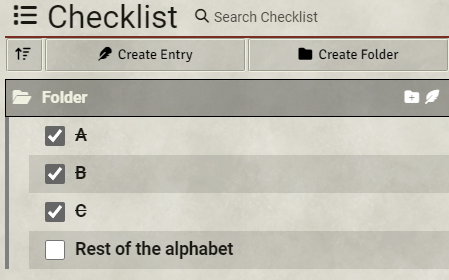 Checklist Search Checklist
Create Entry Create Folder
Folder
A
B
C
Rest of the alphabet